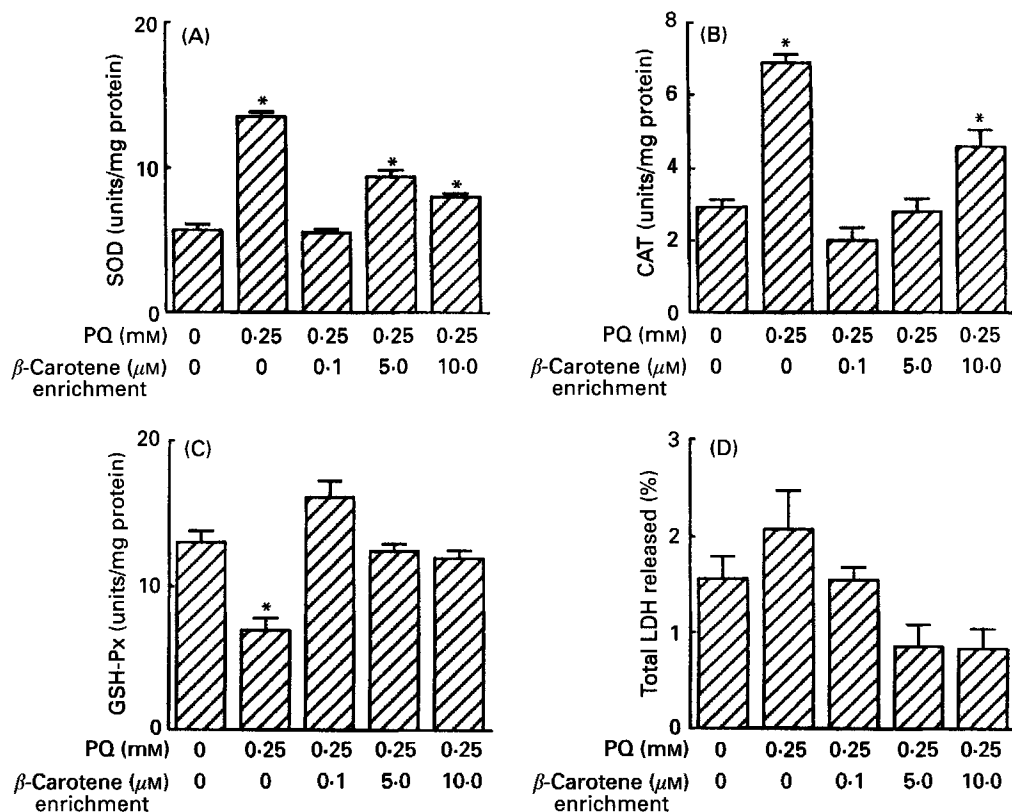 20
(A)
SOD (units/mg protein)
*
*
*
10
0
PQ (mM) 0 0·25 0·25 0·25 0·25
β-Carotene (μM) 0 0 0·1 5·0 10·0
enrichment
8
(B)
CAT (units/mg protein)
*
*
6
4
2
0
PQ (mM) 0 0·25 0·25 0·25 0·25
β-Carotene (μM) 0 0 0·1 5·0 10·0
enrichment
20
(C)
GSH-Px (units/mg protein)
10
*
0
PQ (mM) 0 0·25 0·25 0·25 0·25
β-Carotene (μM) 0 0 0·1 5·0 10·0
enrichment
3
(D)
Total LDH released (%)
2
1
0
PQ (mM) 0 0·25 0·25 0·25 0·25
β-Carotene (μM) 0 0 0·1 5·0 10·0
enrichment